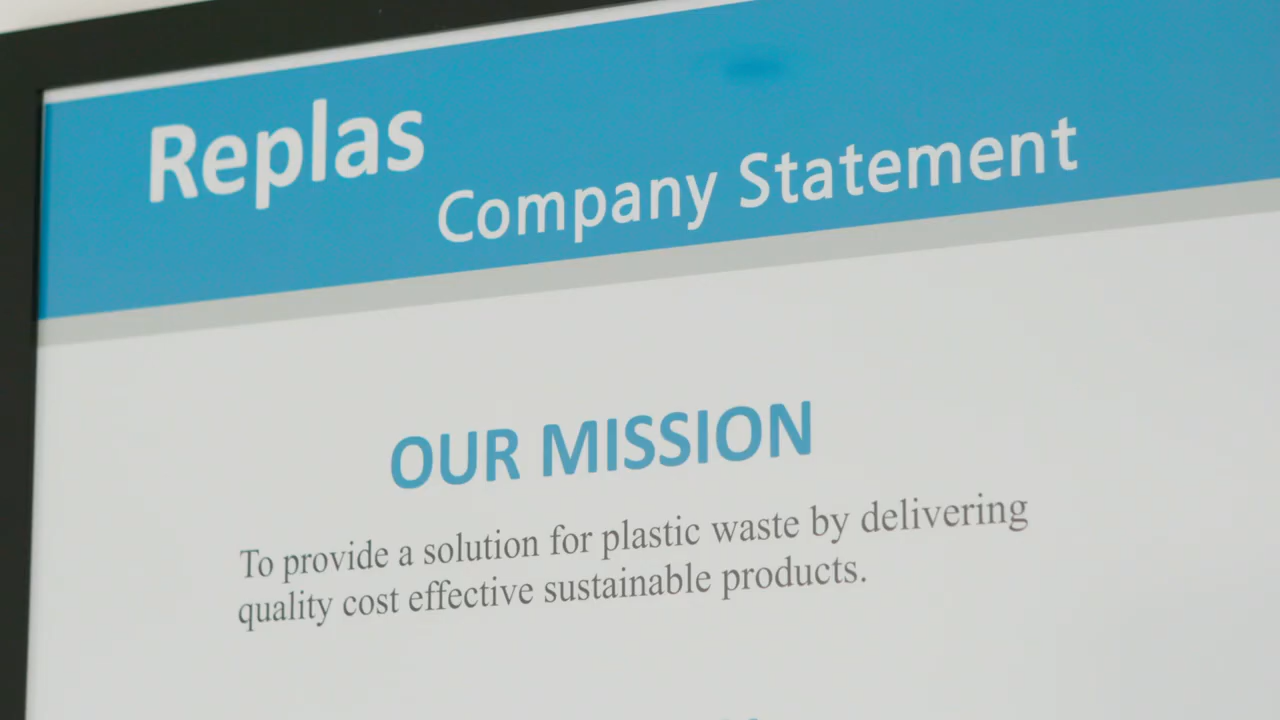 Replas
Company Statement
OUR MISSION
To provide a solution for plastic waste by delivering
quality cost effective sustainable products.